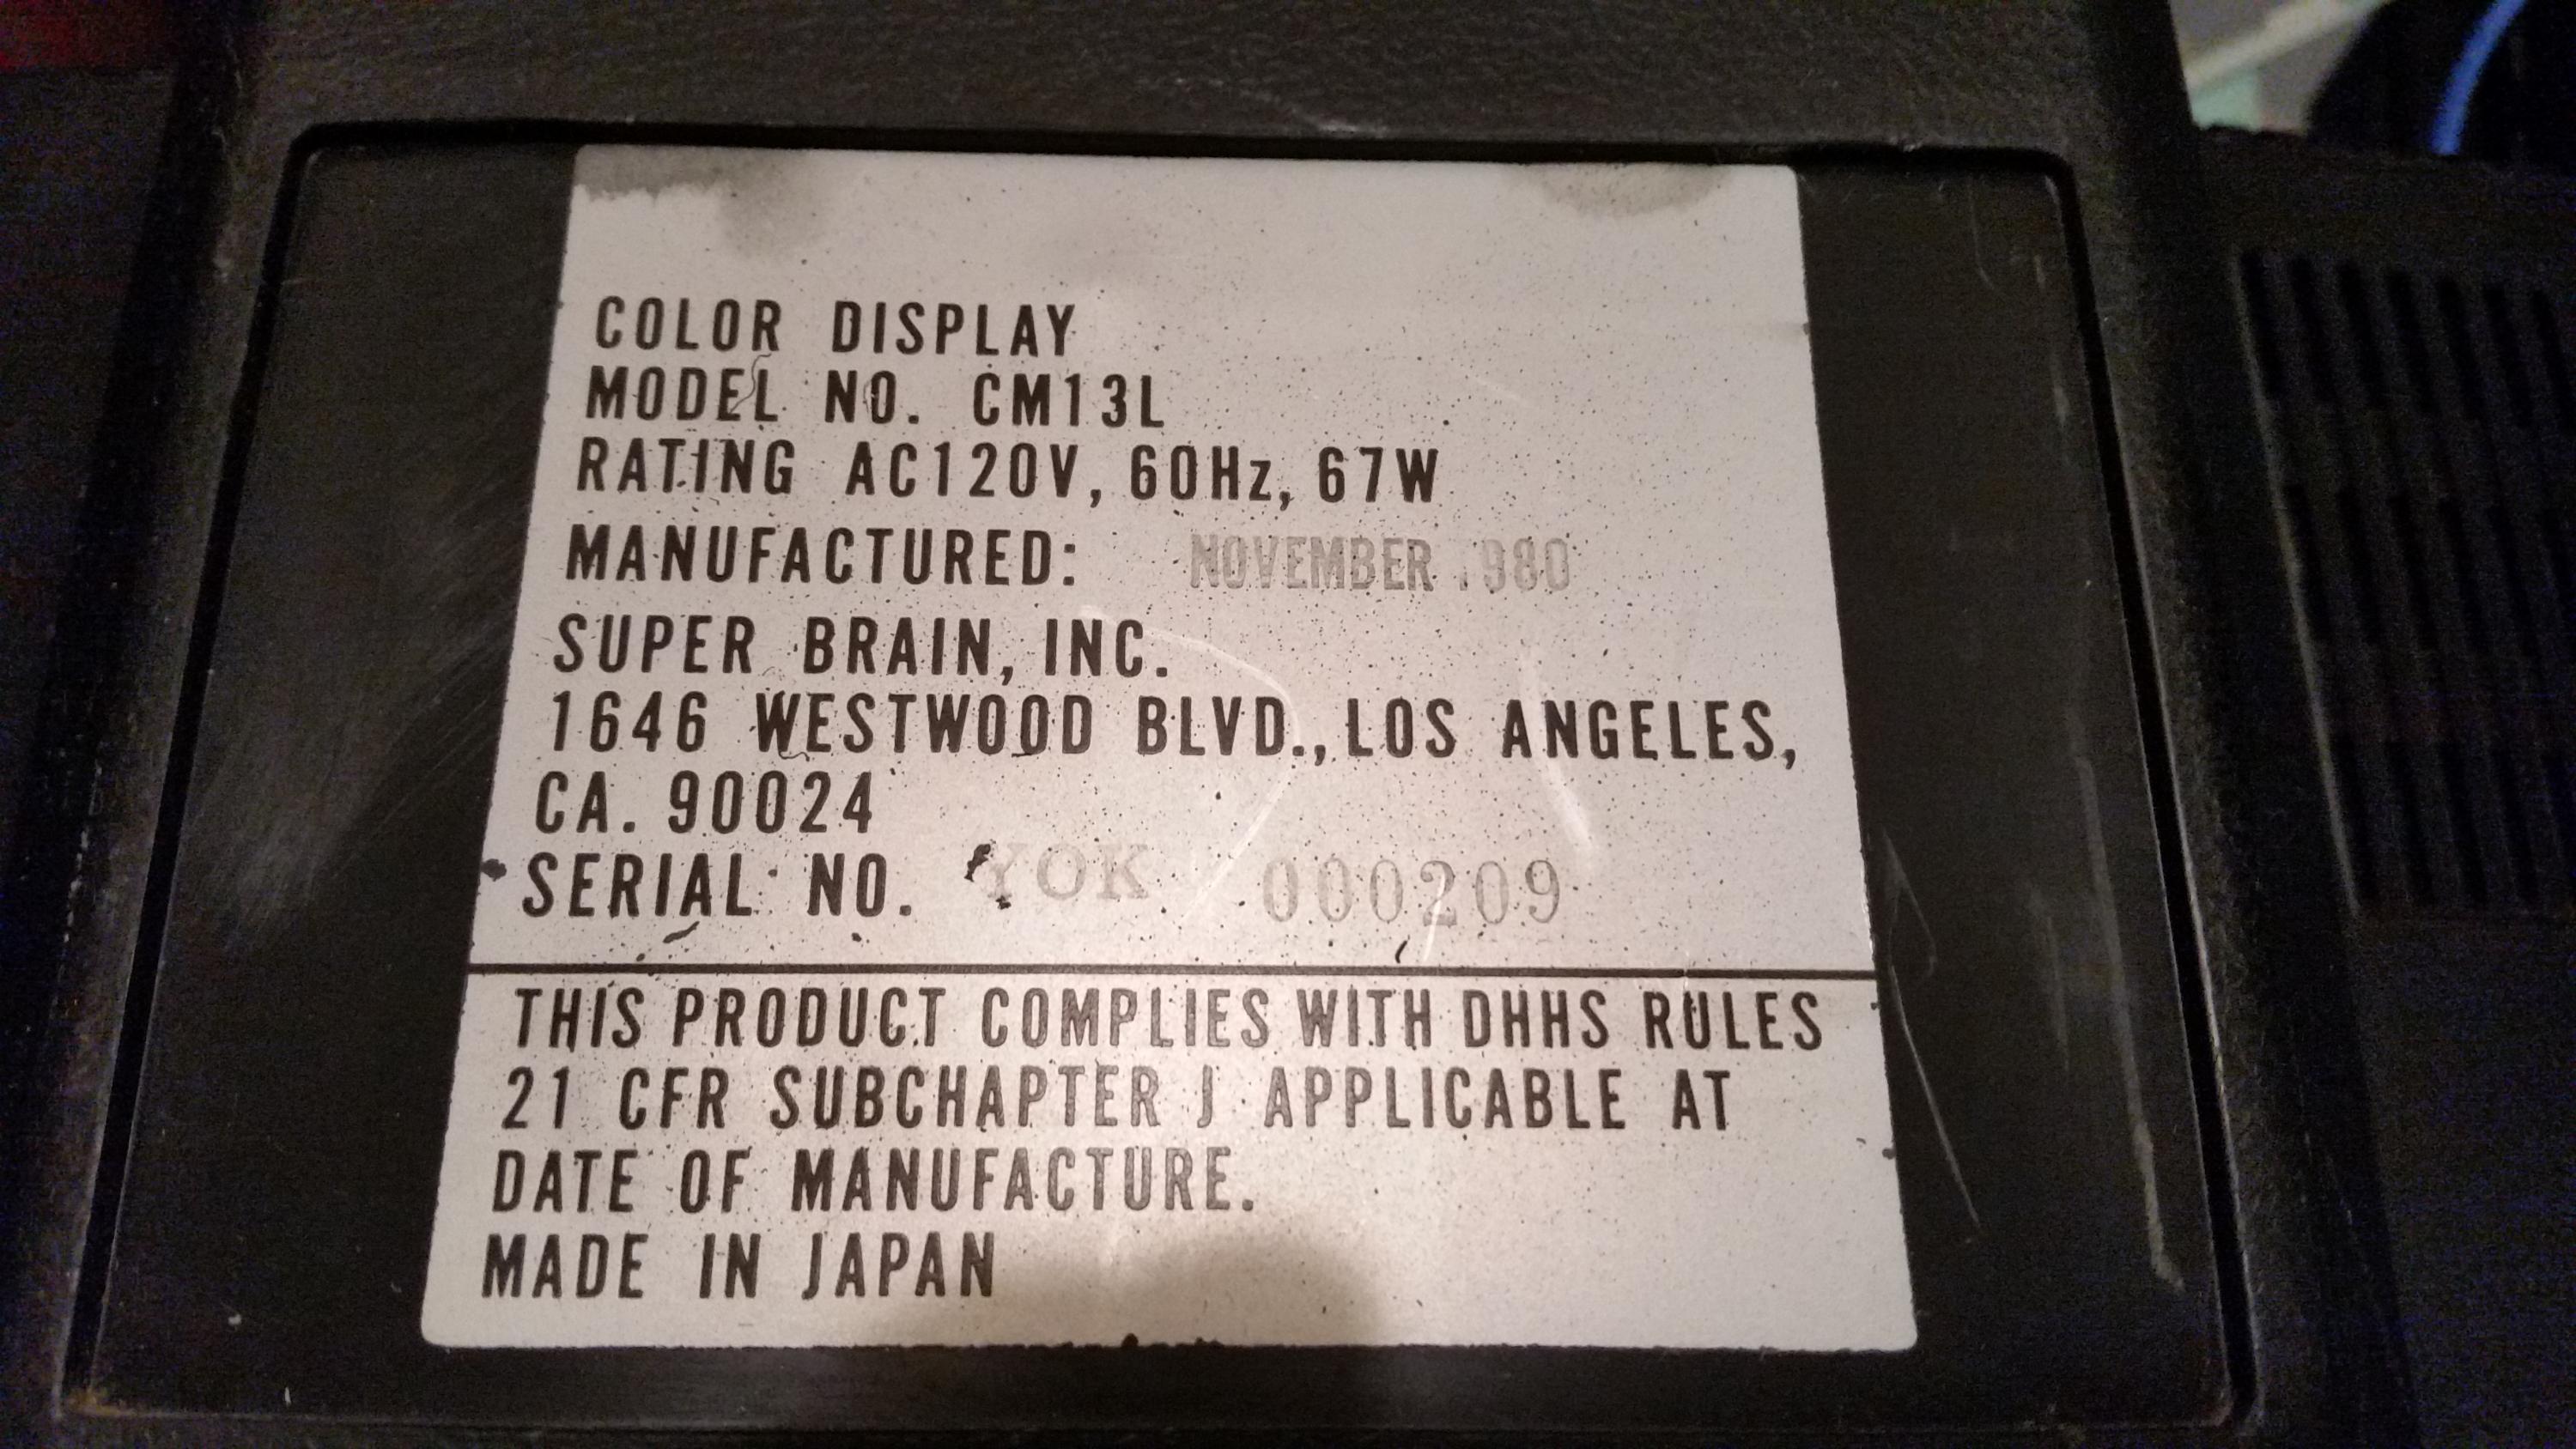 COLOR DISPLAY
MODEL NO. CM13L
RATING AC120V, 60Hz, 67W
MANUFACTURED: NOVEMBER 1980
SUPER BRAIN, INC.
1646 WESTWOOD BLVD., LOS ANGELES,
CA. 90024
SERIAL NO. YOK 000209
THIS PRODUCT COMPLIES WITH DHHS RULES
21 CFR SUBCHAPTER J APPLICABLE AT
DATE OF MANUFACTURE.
MADE IN JAPAN